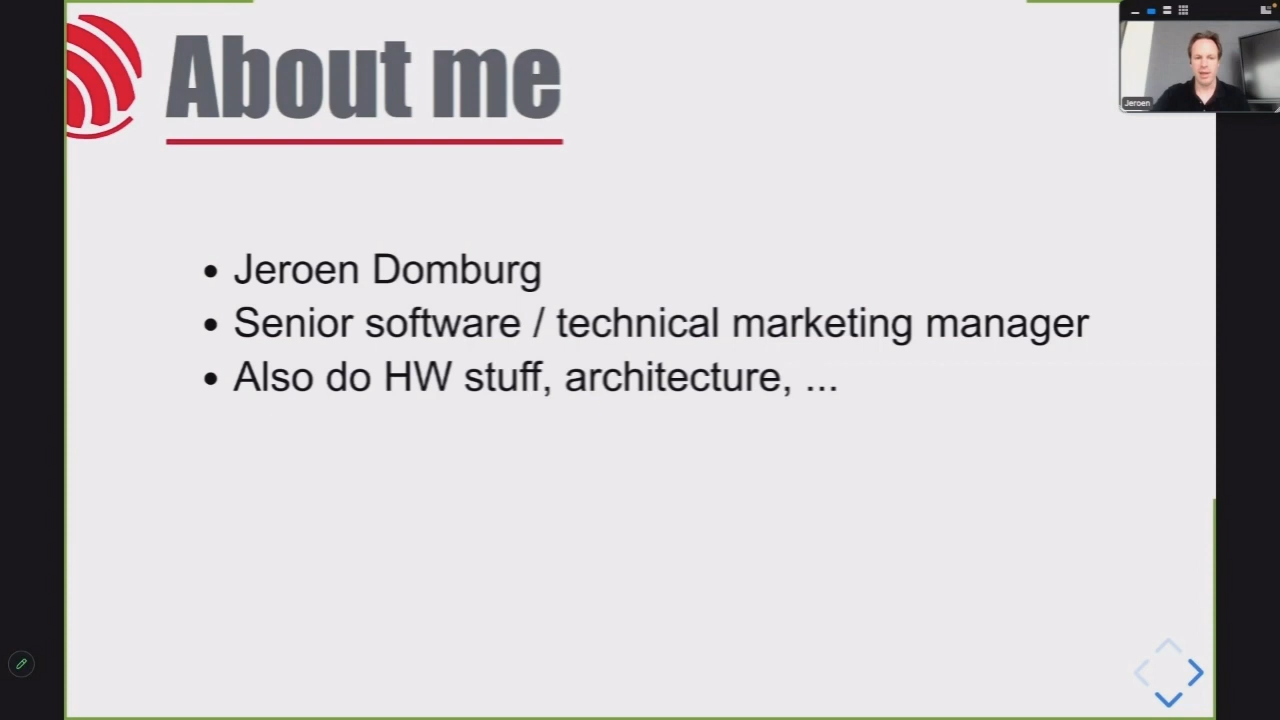 About me
Jeroen
Jeroen Domburg
Senior software / technical marketing manager
Also do HW stuff, architecture, ...